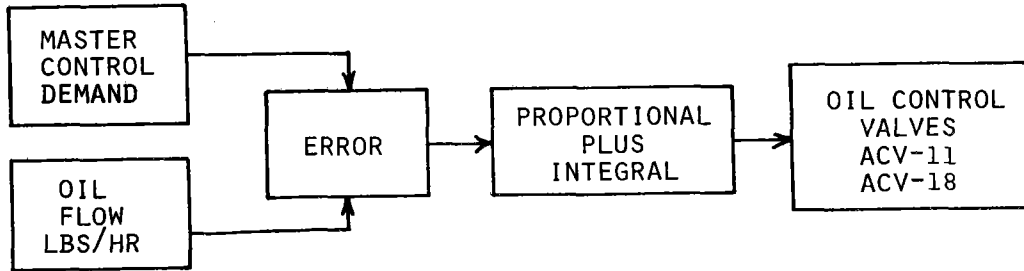 MASTER
CONTROL
DEMAND
OIL
FLOW
LBS/HR
ERROR
PROPORTIONAL
PLUS
INTEGRAL
OIL CONTROL
VALVES
ACV-11
ACV-18